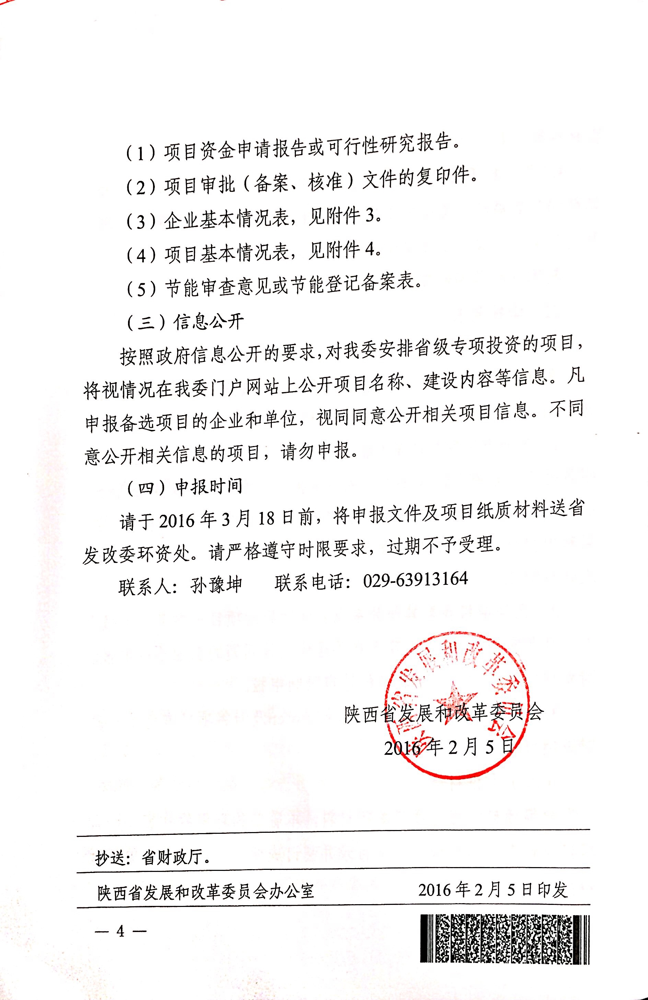 （1）项目资金申请报告或可行性研究报告。
（2）项目审批（备案、核准）文件的复印件。
（3）企业基本情况表，见附件 3。
（4）项目基本情况表，见附件 4。
（5）节能审查意见或节能登记备案表。
（三）信息公开
按照政府信息公开的要求，对我委安排省级专项投资的项目，
将视情况在我委门户网站上公开项目名称、建设内容等信息。凡
申报备选项目的企业和单位，视同同意公开相关项目信息。不同
意公开相关信息的项目，请勿申报。
（四）申报时间
请于 2016 年 3 月 18 日前，将申报文件及项目纸质材料送省
发改委环资处。请严格遵守时限要求，过期不予受理。
联系人：孙豫坤 联系电话：029-63913164
陕西省发展和改革委员会
陕西省发展和改革委员会
2016 年 2 月 5 日
抄送：省财政厅。
陕西省发展和改革委员会办公室 2016 年 2 月 5 日印发
— 4 —